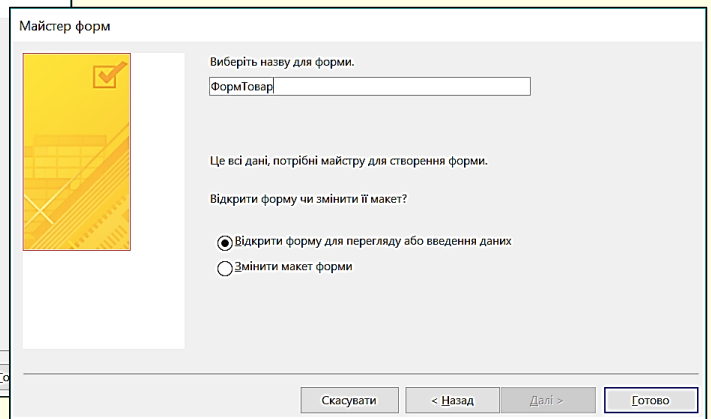 Майстер форм
Виберіть назву для форми.
ФормТовар
Це всі дані, потрібні майстру для створення форми.
Відкрити форму чи змінити її макет?
Відкрити форму для перегляду або введення даних
Змінити макет форми
Скасувати < Назад Далі > Готово